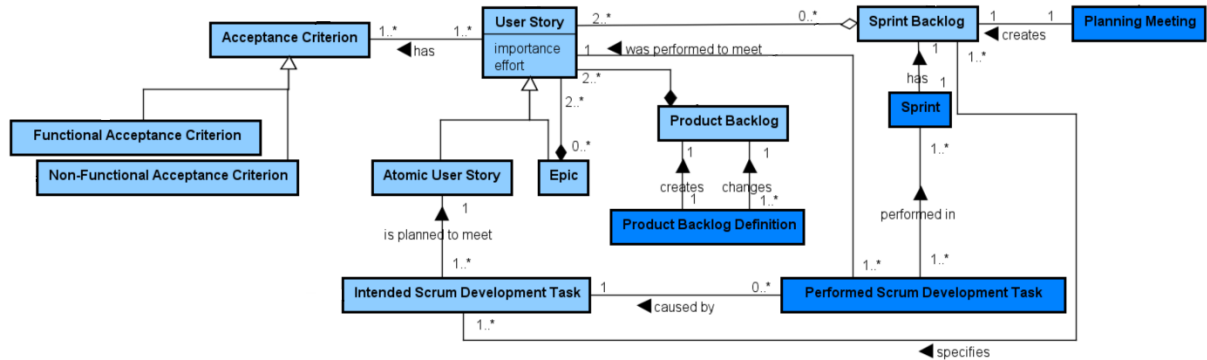 User Story
importance
effort
Acceptance Criterion
1..*
1..*
has
2..*
0..*
Sprint Backlog
1
1
creates
Planning Meeting
1
was performed to meet
2..*
2..*
0..*
1..*
1
has
1
Sprint
Functional Acceptance Criterion
Non-Functional Acceptance Criterion
Atomic User Story
Epic
Product Backlog
1
1
creates
changes
1
1..*
Product Backlog Definition
1..*
performed in
1..*
1
is planned to meet
1..*
1..*
Intended Scrum Development Task
1
0..*
caused by
Performed Scrum Development Task
1..*
specifies